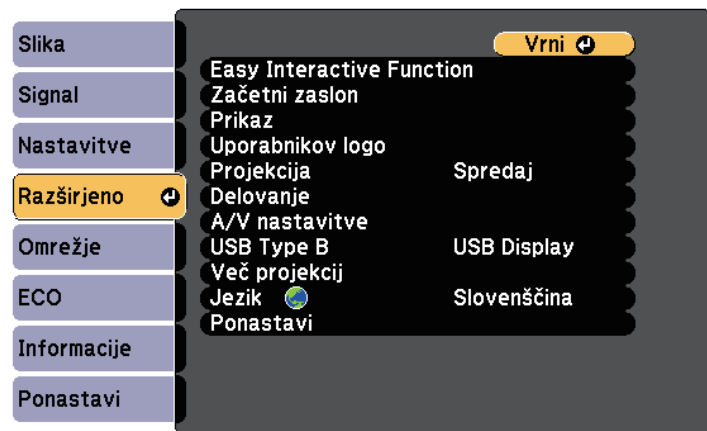 Slika
Signal
Nastavitve
Razširjeno
Omrežje
ECO
Informacije
Ponastavi
Vrni
Easy Interactive Function
Začetni zaslon
Prikaz
Uporabnikov logo
Projekcija Spredaj
Delovanje
A/V nastavitve
USB Type B USB Display
Več projekcij
Jezik Slovenščina
Ponastavi